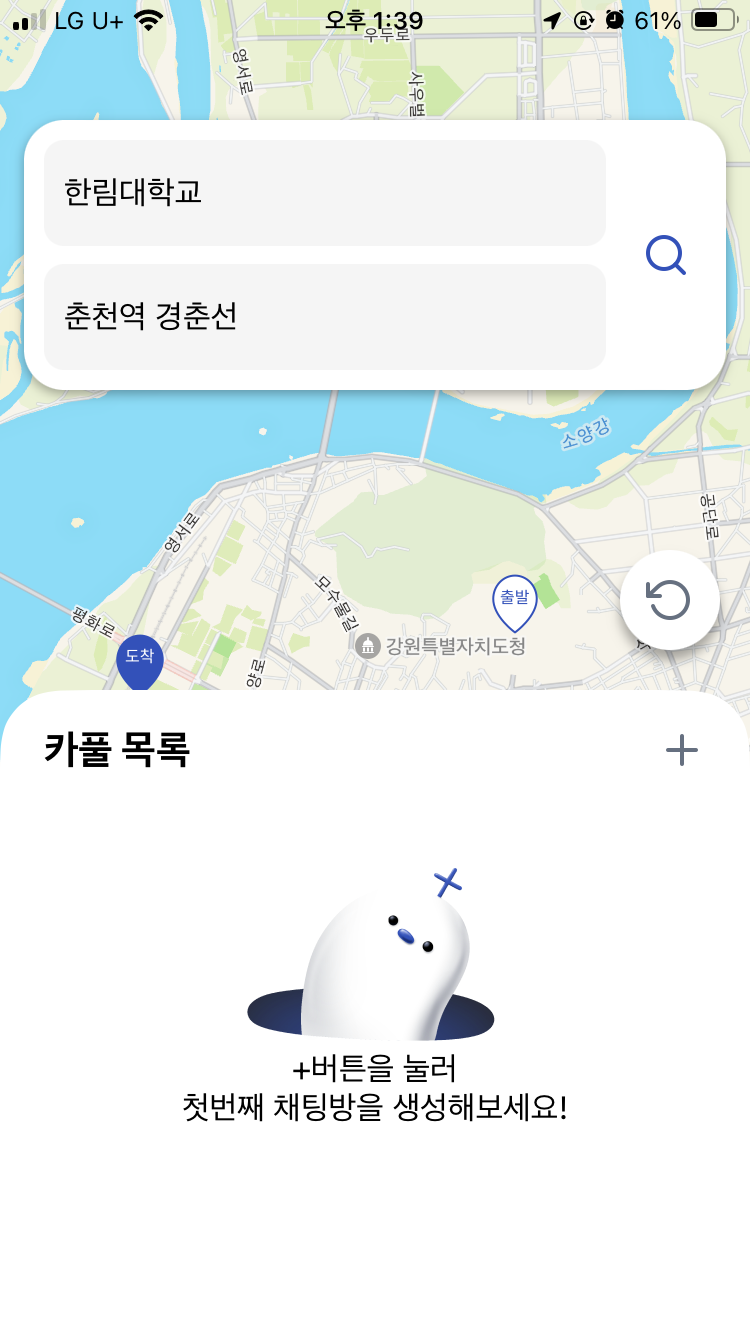 LG U+ 오후 1:39 61%
우두로
영서로
사우벌
한림대학교
춘천역 경춘선
소양강
공단로
영서로
모수물길
출발
평화로
강원특별자치도청
도착
양로
카풀 목록
+버튼을 눌러
첫번째 채팅방을 생성해보세요!